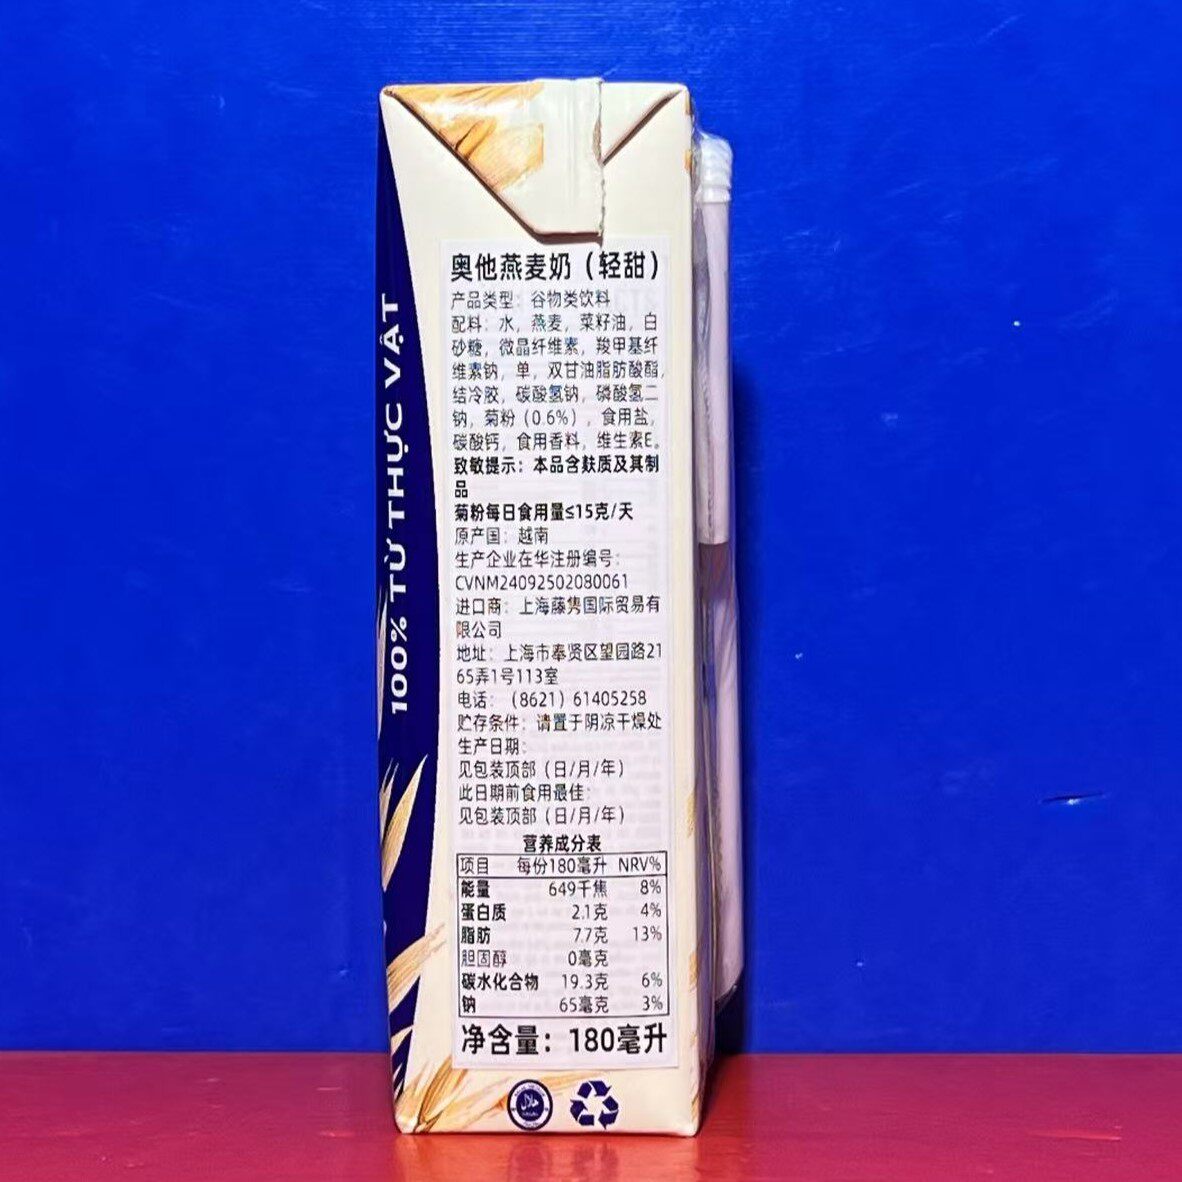 100% TỪ THỰC VẬT
奥他燕麦奶（轻甜）
产品类型：谷物类饮料
配料：水，燕麦，菜籽油，白
砂糖，微晶纤维素，羧甲基纤
维素钠，单，双甘油脂肪酸酯，
结冷胶，碳酸氢钠，磷酸氢二
钠，菊粉（0.6%），食用盐，
碳酸钙，食用香料，维生素E。
致敏提示：本品含麸质及其制
品
菊粉每日食用量≤15克/天
原产国：越南
生产企业在华注册编号：
CVNM24092502080061
进口商：上海藤隽国际贸易有
限公司
地址：上海市奉贤区望园路21
65弄1号113室
电话：（8621）61405258
贮存条件：请置于阴凉干燥处
生产日期：
见包装顶部（日/月/年）
此日期前食用最佳：
见包装顶部（日/月/年）
营养成分表
项目 每份180毫升 NRV%
能量 649千焦 8%
蛋白质 2.1克 4%
脂肪 7.7克 13%
胆固醇 0毫克
碳水化合物 19.3克 6%
钠 65毫克 3%
净含量：180毫升